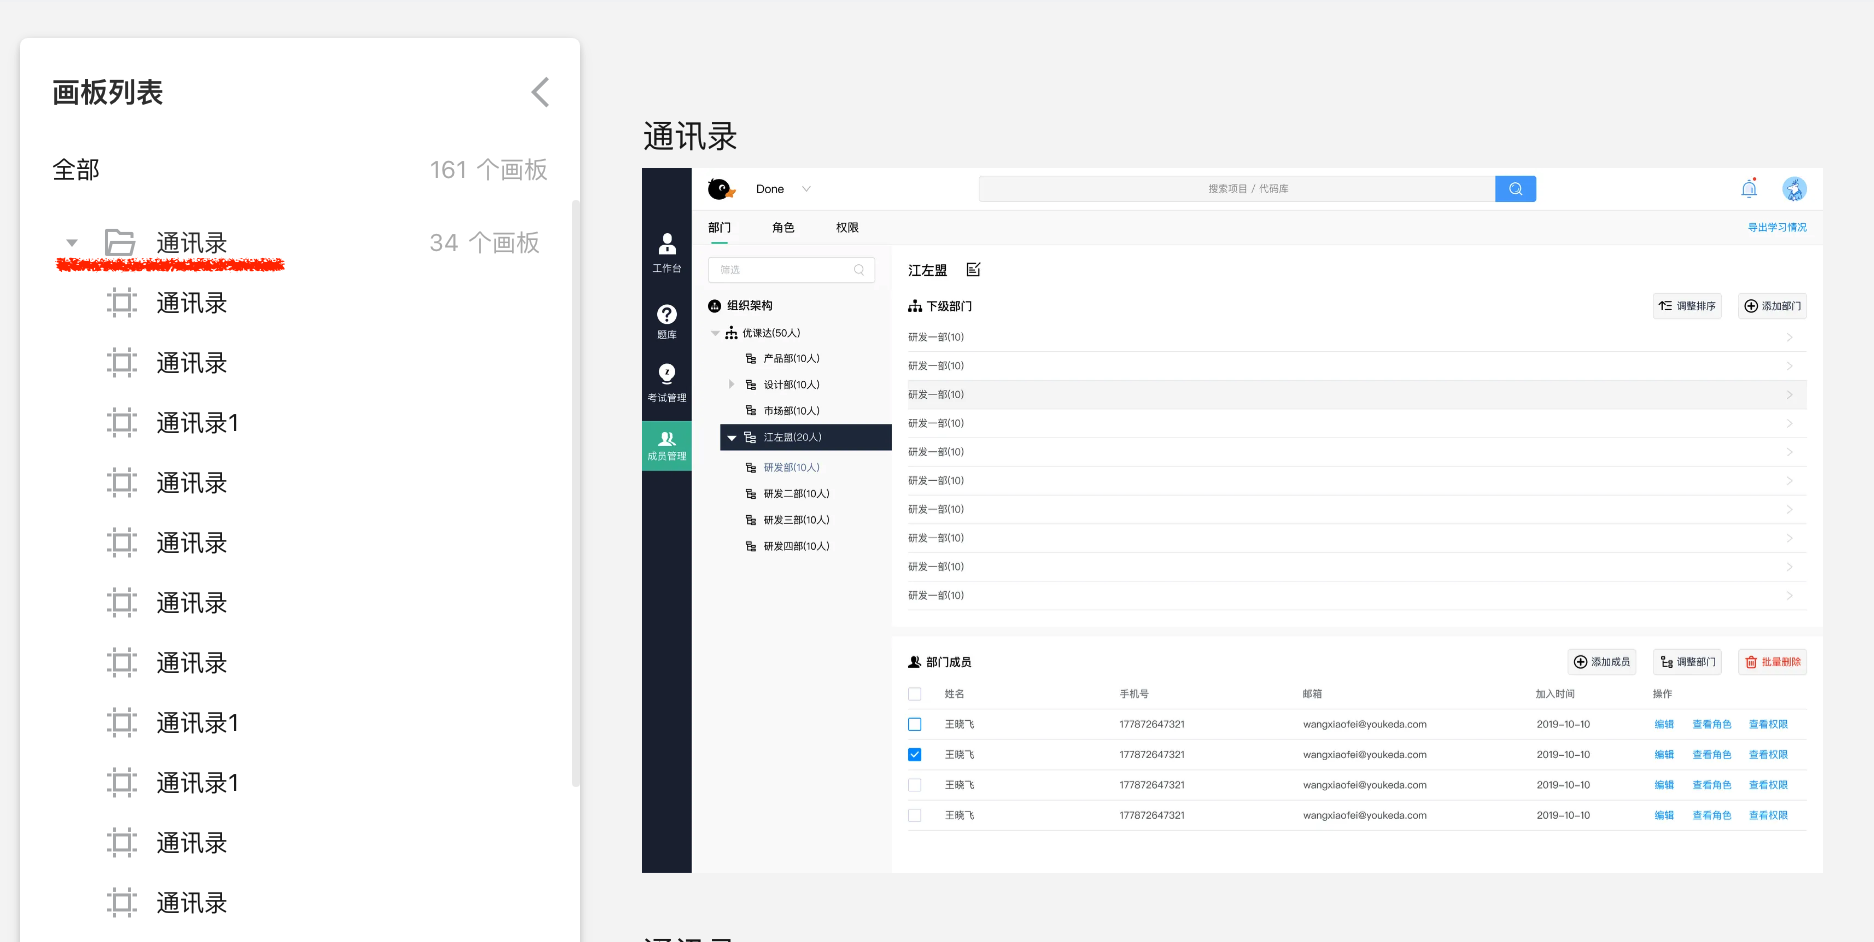 画板列表
全部 161 个画板
通讯录 34 个画板
通讯录
通讯录
通讯录1
通讯录
通讯录
通讯录
通讯录
通讯录1
通讯录1
通讯录
通讯录
通讯录
Done 搜索项目 / 代码库
部门 角色 权限 导出学习情况
工作台
题库
考试管理
成员管理
筛选
组织架构
优课达(50人)
产品部(10人)
设计部(10人)
市场部(10人)
江左盟(20人)
研发部(10人)
研发二部(10人)
研发三部(10人)
研发四部(10人)
江左盟
下级部门 调整排序 添加部门
研发一部(10)
研发一部(10)
研发一部(10)
研发一部(10)
研发一部(10)
研发一部(10)
研发一部(10)
研发一部(10)
研发一部(10)
研发一部(10)
部门成员 添加成员 调整部门 批量删除
姓名 手机号 邮箱 加入时间 操作
王晓飞 177872647321 wangxiaofei@youkeda.com 2019-10-10 编辑 查看角色 查看权限
王晓飞 177872647321 wangxiaofei@youkeda.com 2019-10-10 编辑 查看角色 查看权限
王晓飞 177872647321 wangxiaofei@youkeda.com 2019-10-10 编辑 查看角色 查看权限
王晓飞 177872647321 wangxiaofei@youkeda.com 2019-10-10 编辑 查看角色 查看权限